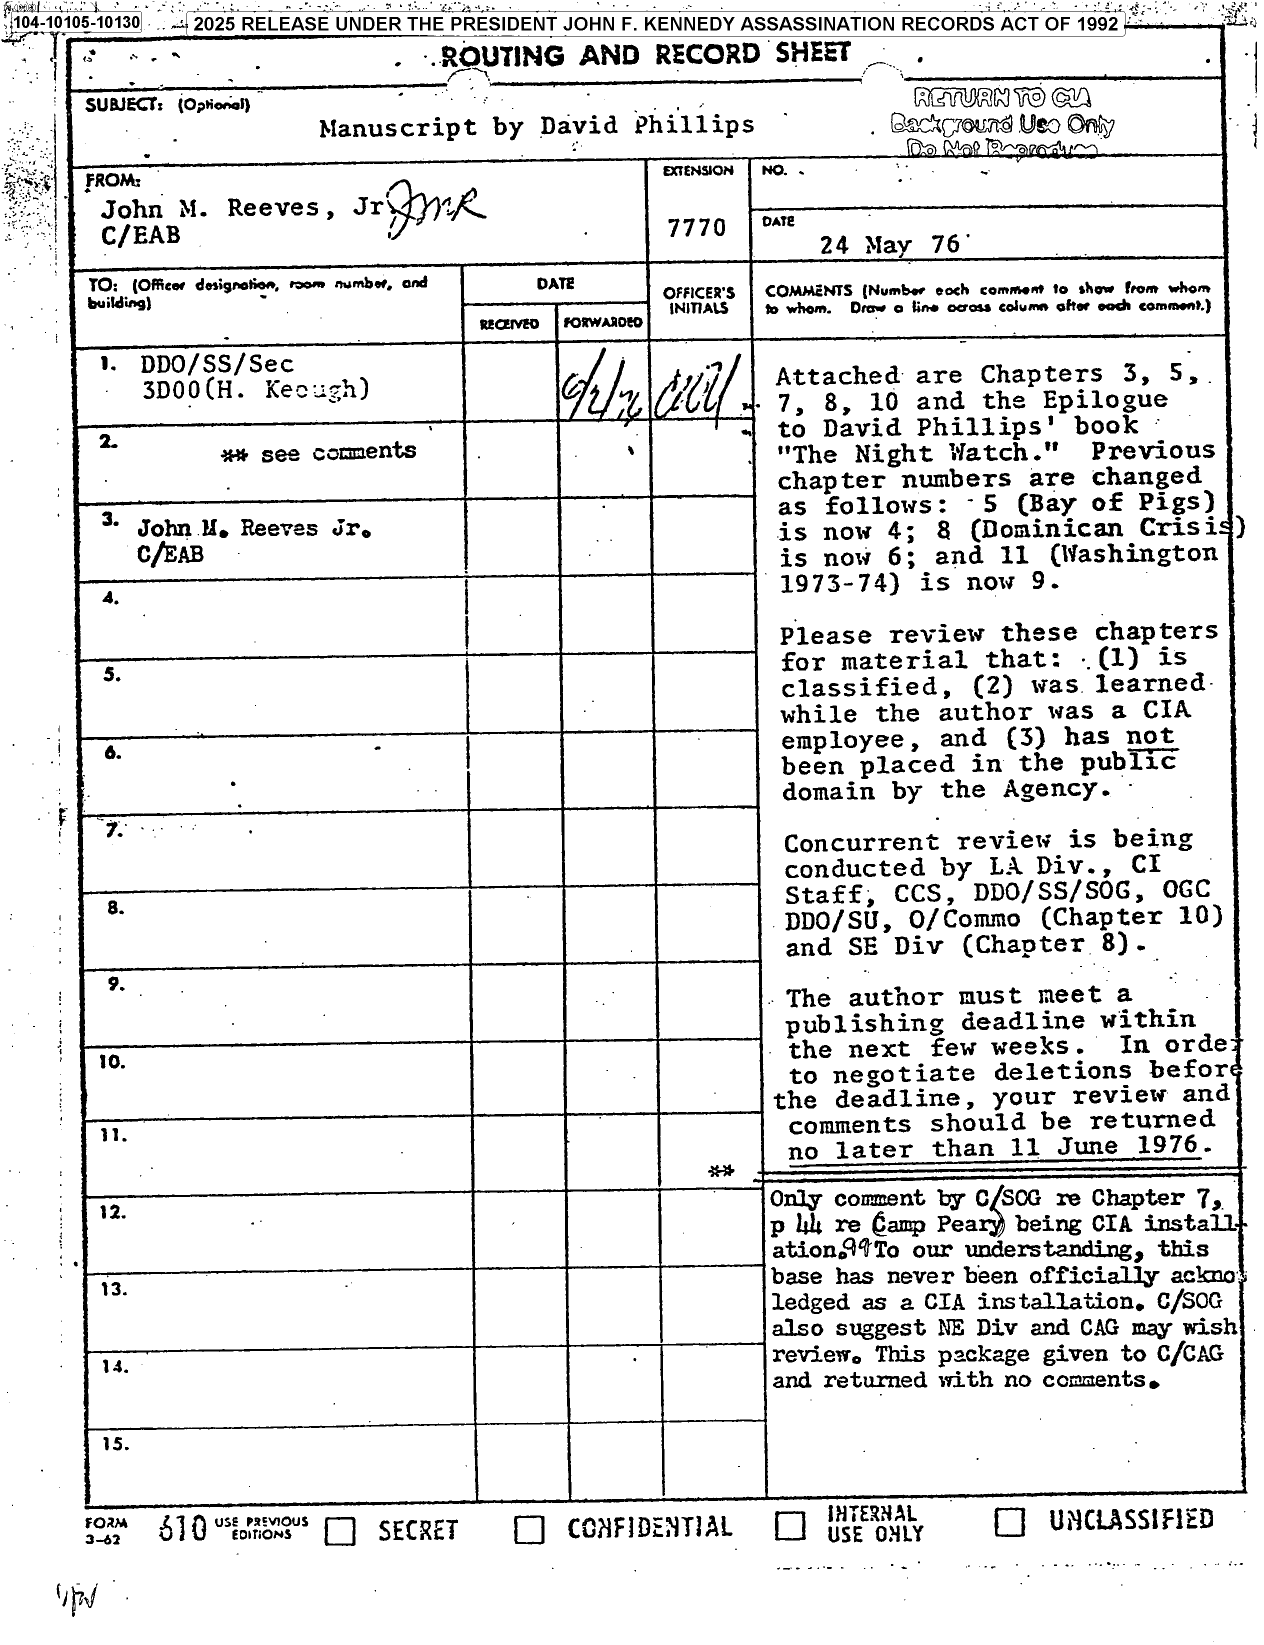 104-10105-10130
2025 RELEASE UNDER THE PRESIDENT JOHN F. KENNEDY ASSASSINATION RECORDS ACT OF 1992
ROUTING AND RECORD SHEET
SUBJECT: (Optional)
Manuscript by David Phillips
RETURN TO CIA
Background Use Only
Do Not Reproduce
FROM:
John M. Reeves, Jr. JMR
C/EAB
EXTENSION
7770
NO.
DATE
24 May 76
TO: (Officer designation, room number, and
building)
DATE
RECEIVED
FORWARDED
OFFICER'S
INITIALS
COMMENTS (Number each comment to show from whom
to whom. Draw a line across column after each comment.)
1. DDO/SS/Sec
3D00(H. Keough)
6/2/76
2. ** see comments
3. John M. Reeves Jr.
C/EAB
4.
5.
6.
7.
8.
9.
10.
11.
12.
13.
14.
15.
Attached are Chapters 3, 5,
7, 8, 10 and the Epilogue
to David Phillips' book
"The Night Watch." Previous
chapter numbers are changed
as follows: 5 (Bay of Pigs)
is now 4; 8 (Dominican Crisis)
is now 6; and 11 (Washington
1973-74) is now 9.
Please review these chapters
for material that: (1) is
classified, (2) was learned
while the author was a CIA
employee, and (3) has not
been placed in the public
domain by the Agency.
Concurrent review is being
conducted by LA Div., CI
Staff, CCS, DDO/SS/SOG, OGC
DDO/SU, O/Commo (Chapter 10)
and SE Div (Chapter 8).
The author must meet a
publishing deadline within
the next few weeks. In order
to negotiate deletions before
the deadline, your review and
comments should be returned
no later than 11 June 1976.
**
Only comment by C/SOG re Chapter 7,
p 44 re (Camp Peary) being CIA install-
ation. To our understanding, this
base has never been officially acknow
ledged as a CIA installation. C/SOG
also suggest NE Div and CAG may wish
review. This package given to C/CAG
and returned with no comments.
FORM
3-62
610
USE PREVIOUS
EDITIONS
SECRET
CONFIDENTIAL
INTERNAL
USE ONLY
UNCLASSIFIED